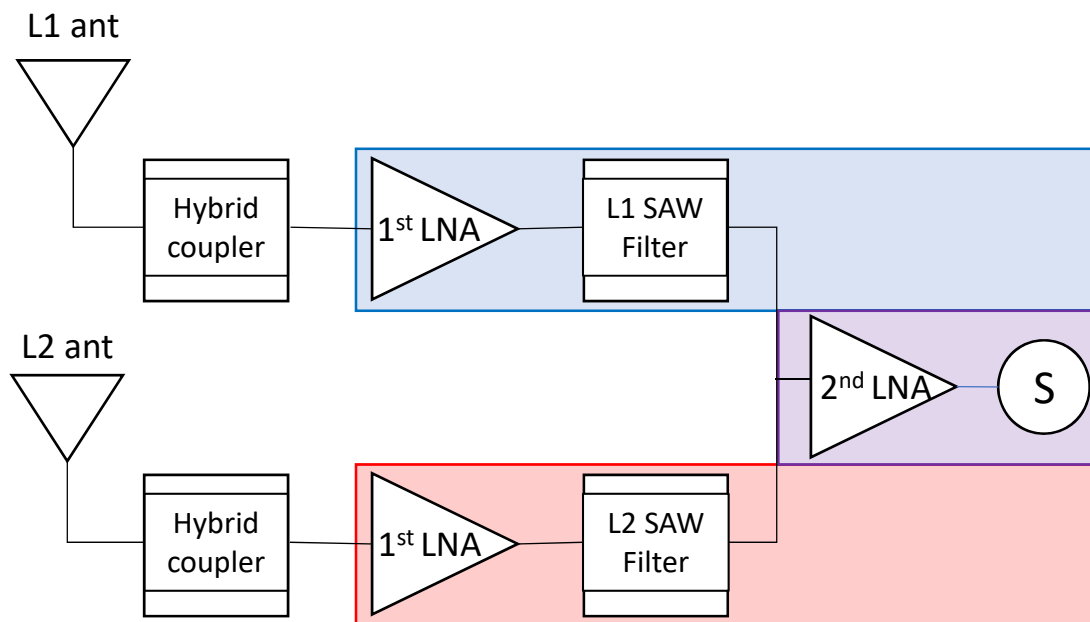 L1 ant
Hybrid
coupler
1st LNA
L1 SAW
Filter
L2 ant
2nd LNA
S
Hybrid
coupler
1st LNA
L2 SAW
Filter